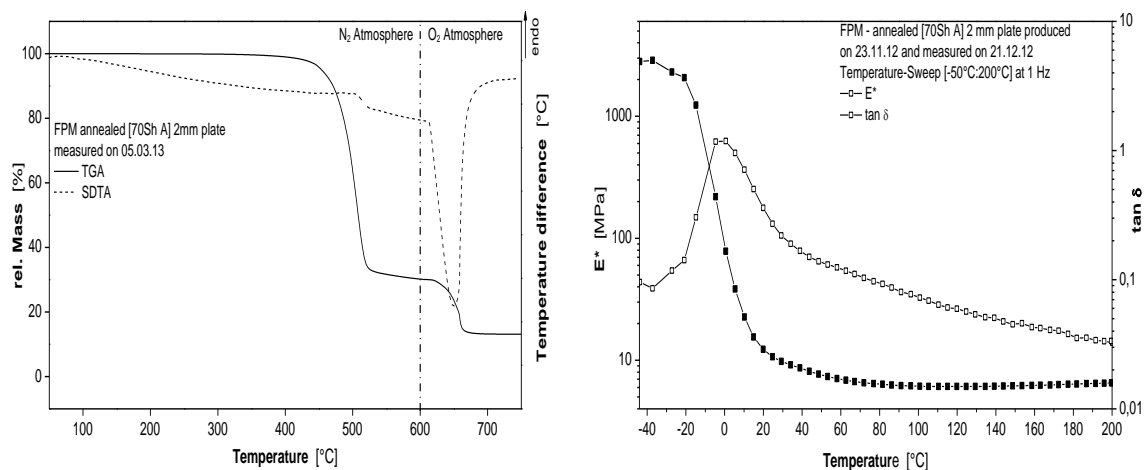 N₂ Atmosphere
O₂ Atmosphere
endo
100
80
60
40
20
0
rel. Mass [%]
FPM annealed [70Sh A] 2mm plate
measured on 05.03.13
TGA
SDTA
Temperature difference [°C]
100 200 300 400 500 600 700
Temperature [°C]
FPM - annealed [70Sh A] 2 mm plate produced
on 23.11.12 and measured on 21.12.12
Temperature-Sweep [-50°C:200°C] at 1 Hz
E*
tan δ
1000
100
10
E* [MPa]
10
1
0,1
0,01
tan δ
-40 -20 0 20 40 60 80 100 120 140 160 180 200
Temperature [°C]